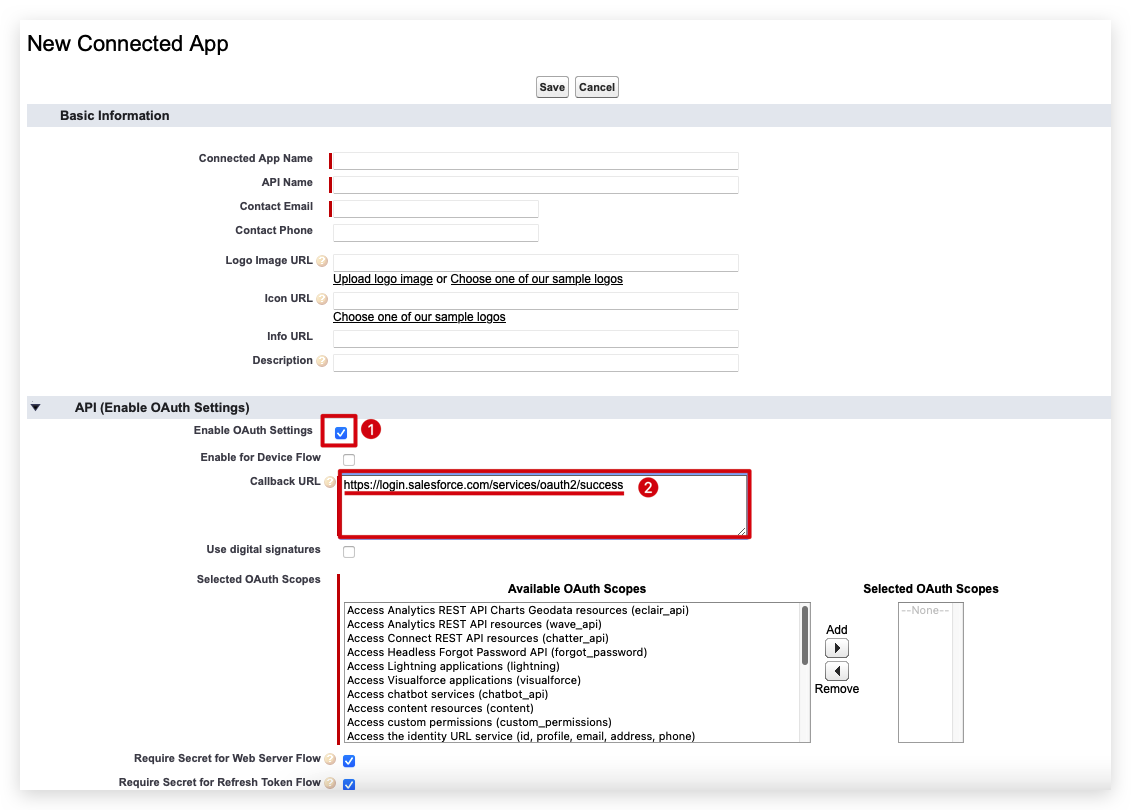 New Connected App
Save Cancel
Basic Information
Connected App Name
API Name
Contact Email
Contact Phone
Logo Image URL ?
Upload logo image or Choose one of our sample logos
Icon URL ?
Choose one of our sample logos
Info URL
Description ?
API (Enable OAuth Settings)
Enable OAuth Settings 1
Enable for Device Flow
Callback URL ? https://login.salesforce.com/services/oauth2/success 2
Use digital signatures
Selected OAuth Scopes
Available OAuth Scopes
Access Analytics REST API Charts Geodata resources (eclair_api)
Access Analytics REST API resources (wave_api)
Access Connect REST API resources (chatter_api)
Access Headless Forgot Password API (forgot_password)
Access Lightning applications (lightning)
Access Visualforce applications (visualforce)
Access chatbot services (chatbot_api)
Access content resources (content)
Access custom permissions (custom_permissions)
Access the identity URL service (id, profile, email, address, phone)
Add
Remove
Selected OAuth Scopes
--None--
Require Secret for Web Server Flow ?
Require Secret for Refresh Token Flow ?